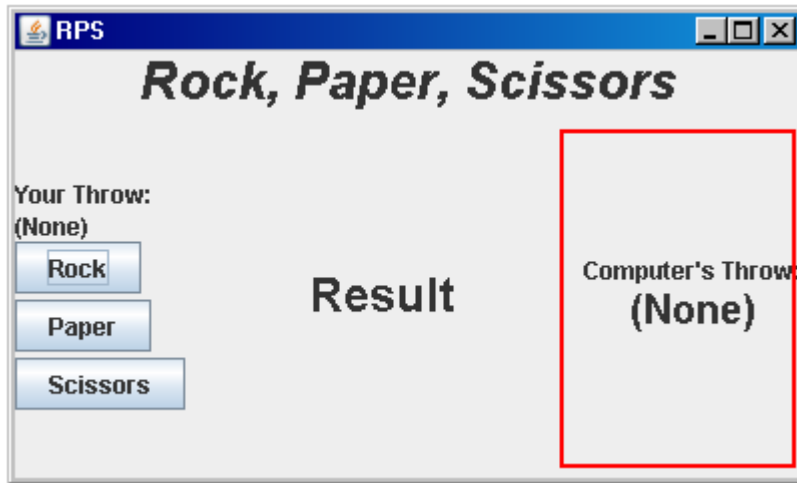 RPS
Rock, Paper, Scissors
Your Throw:
(None)
Rock
Paper
Scissors
Result
Computer's Throw:
(None)